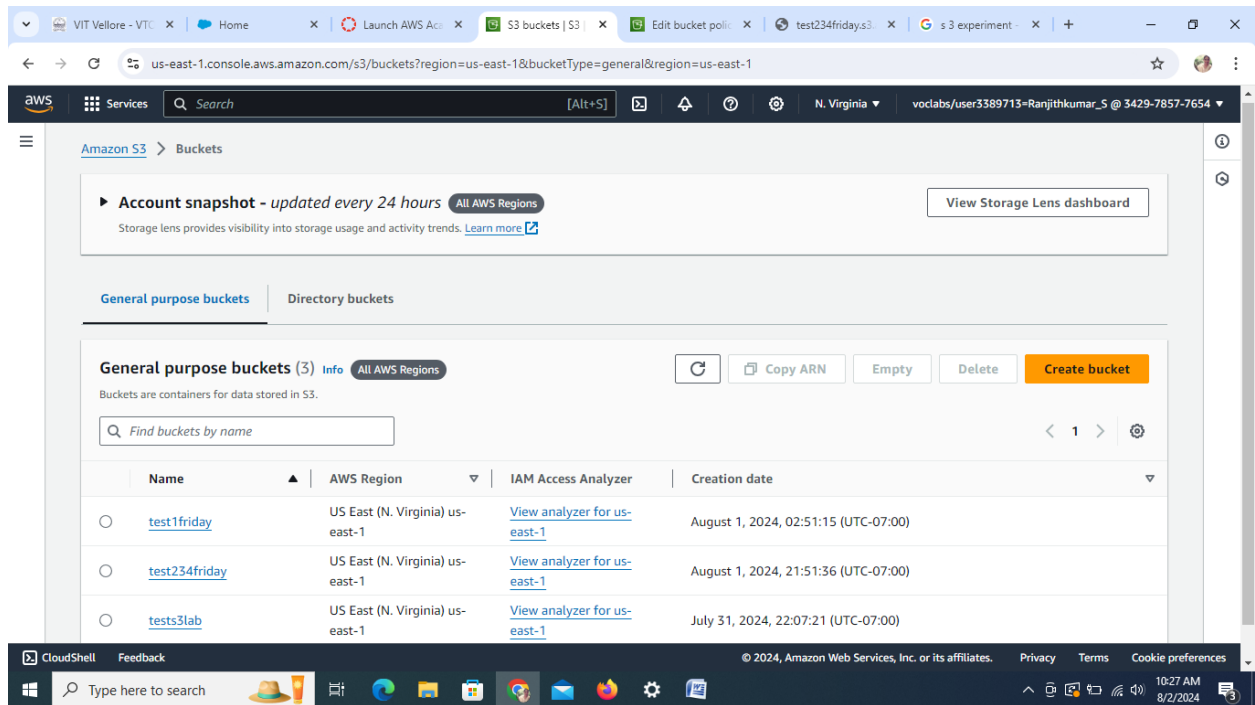 VIT Vellore - VTC
Home
Launch AWS Aca
S3 buckets | S3 |
Edit bucket polic
test234friday.s3.
s 3 experiment -
us-east-1.console.aws.amazon.com/s3/buckets?region=us-east-1&bucketType=general&region=us-east-1
aws
Services
Search
[Alt+S]
N. Virginia
voclabs/user3389713=Ranjithkumar_S @ 3429-7857-7654
Amazon S3
Buckets
Account snapshot - updated every 24 hours
All AWS Regions
View Storage Lens dashboard
Storage lens provides visibility into storage usage and activity trends. Learn more
General purpose buckets
Directory buckets
General purpose buckets (3) Info All AWS Regions
Copy ARN
Empty
Delete
Create bucket
Buckets are containers for data stored in S3.
Find buckets by name
1
Name
AWS Region
IAM Access Analyzer
Creation date
test1friday
US East (N. Virginia) us-
east-1
View analyzer for us-
east-1
August 1, 2024, 02:51:15 (UTC-07:00)
test234friday
US East (N. Virginia) us-
east-1
View analyzer for us-
east-1
August 1, 2024, 21:51:36 (UTC-07:00)
tests3lab
US East (N. Virginia) us-
east-1
View analyzer for us-
east-1
July 31, 2024, 22:07:21 (UTC-07:00)
CloudShell
Feedback
© 2024, Amazon Web Services, Inc. or its affiliates.
Privacy
Terms
Cookie preferences
Type here to search
10:27 AM
8/2/2024
3